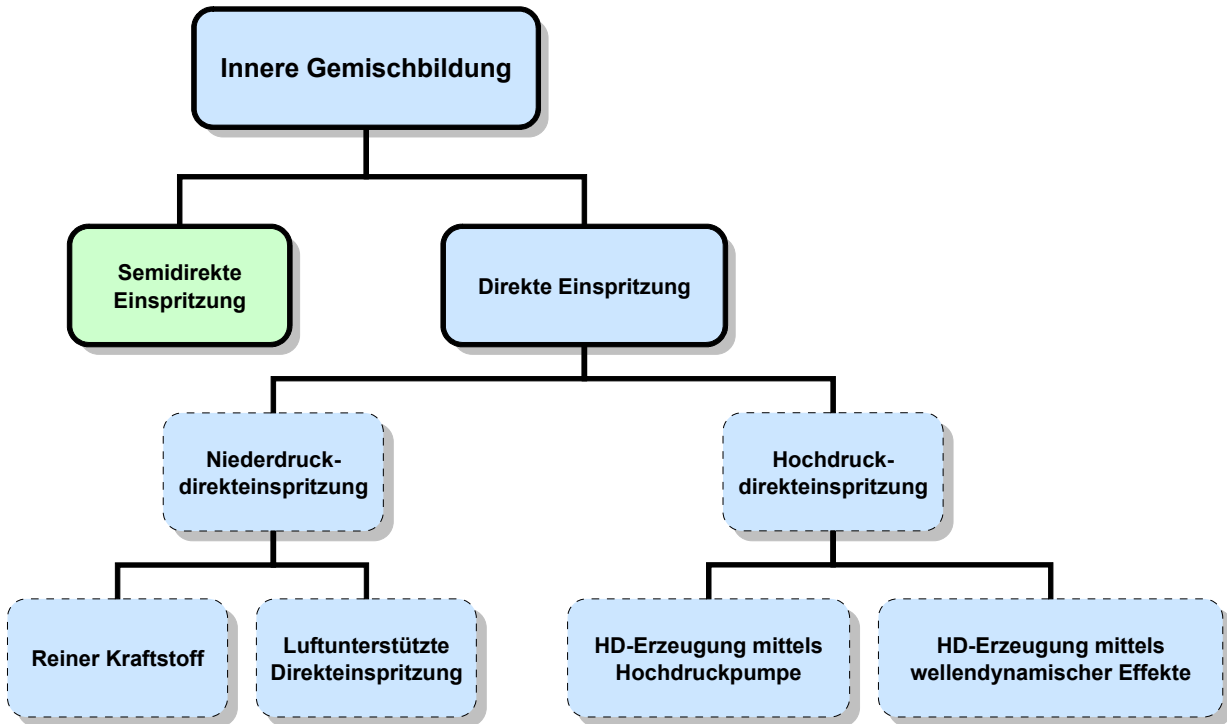 Innere Gemischbildung
Semidirekte
Einspritzung
Direkte Einspritzung
Niederdruck-
direkteinspritzung
Hochdruck-
direkteinspritzung
Reiner Kraftstoff
Luftunterstützte
Direkteinspritzung
HD-Erzeugung mittels
Hochdruckpumpe
HD-Erzeugung mittels
wellendynamischer Effekte